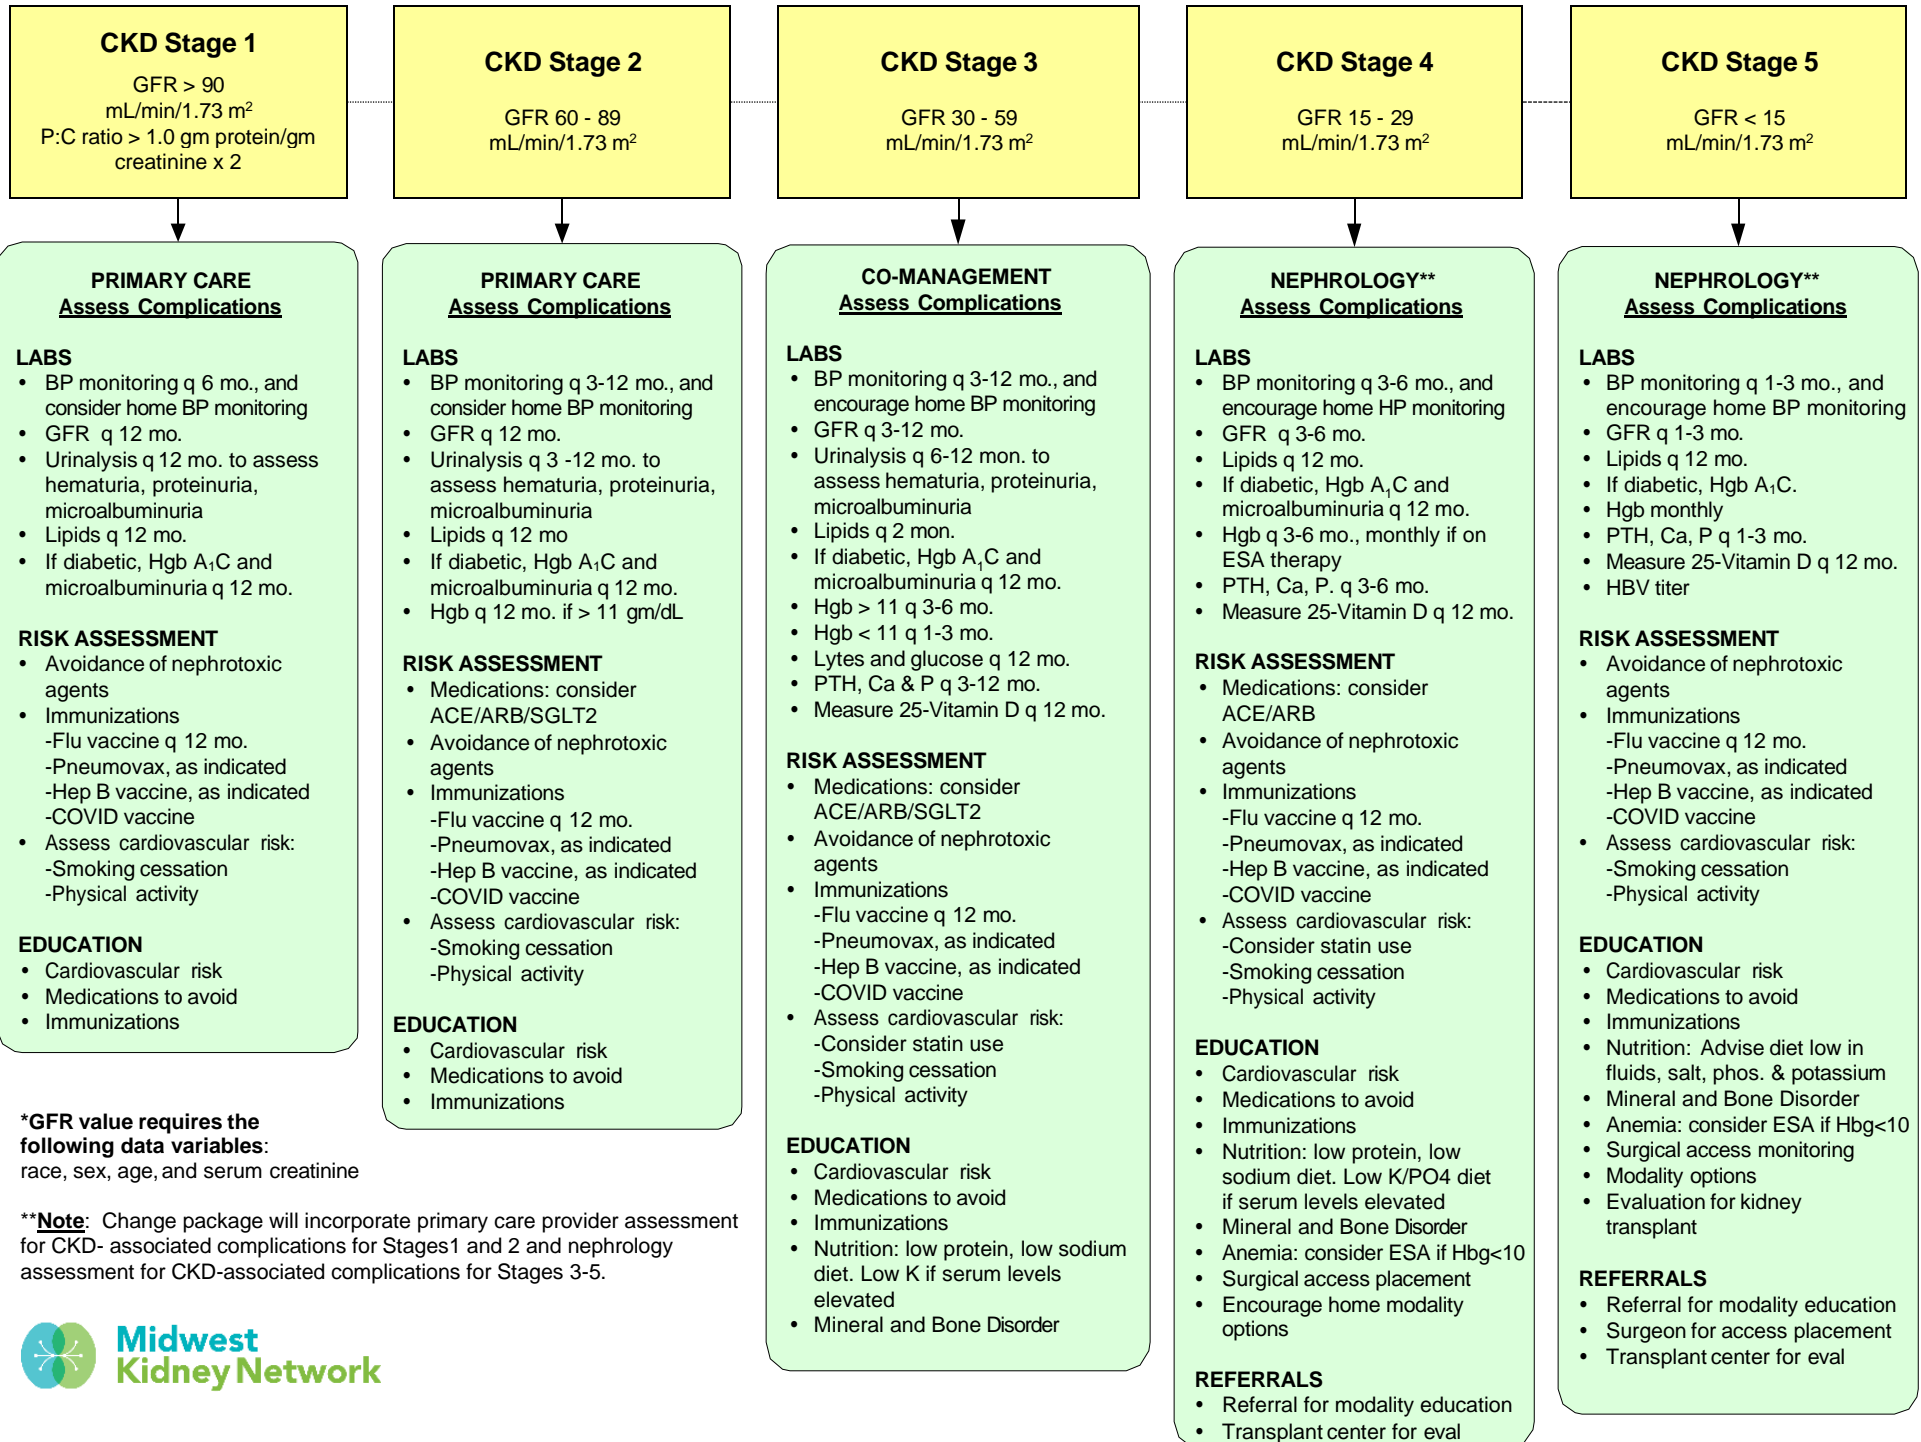 CKD Stage 1
GFR > 90
mL/min/1.73 m²
P:C ratio > 1.0 gm protein/gm
creatinine x 2
CKD Stage 2
GFR 60 - 89
mL/min/1.73 m²
CKD Stage 3
GFR 30 - 59
mL/min/1.73 m²
CKD Stage 4
GFR 15 - 29
mL/min/1.73 m²
CKD Stage 5
GFR < 15
mL/min/1.73 m²
PRIMARY CARE
Assess Complications
LABS
• BP monitoring q 6 mo., and
consider home BP monitoring
• GFR q 12 mo.
• Urinalysis q 12 mo. to assess
hematuria, proteinuria,
microalbuminuria
• Lipids q 12 mo.
• If diabetic, Hgb A₁C and
microalbuminuria q 12 mo.
RISK ASSESSMENT
• Avoidance of nephrotoxic
agents
• Immunizations
-Flu vaccine q 12 mo.
-Pneumovax, as indicated
-Hep B vaccine, as indicated
-COVID vaccine
• Assess cardiovascular risk:
-Smoking cessation
-Physical activity
EDUCATION
• Cardiovascular risk
• Medications to avoid
• Immunizations
PRIMARY CARE
Assess Complications
LABS
• BP monitoring q 3-12 mo., and
consider home BP monitoring
• GFR q 12 mo.
• Urinalysis q 3 -12 mo. to
assess hematuria, proteinuria,
microalbuminuria
• Lipids q 12 mo
• If diabetic, Hgb A₁C and
microalbuminuria q 12 mo.
• Hgb q 12 mo. if > 11 gm/dL
RISK ASSESSMENT
• Medications: consider
ACE/ARB/SGLT2
• Avoidance of nephrotoxic
agents
• Immunizations
-Flu vaccine q 12 mo.
-Pneumovax, as indicated
-Hep B vaccine, as indicated
-COVID vaccine
• Assess cardiovascular risk:
-Smoking cessation
-Physical activity
EDUCATION
• Cardiovascular risk
• Medications to avoid
• Immunizations
CO-MANAGEMENT
Assess Complications
LABS
• BP monitoring q 3-12 mo., and
encourage home BP monitoring
• GFR q 3-12 mo.
• Urinalysis q 6-12 mon. to
assess hematuria, proteinuria,
microalbuminuria
• Lipids q 2 mon.
• If diabetic, Hgb A₁C and
microalbuminuria q 12 mo.
• Hgb > 11 q 3-6 mo.
• Hgb < 11 q 1-3 mo.
• Lytes and glucose q 12 mo.
• PTH, Ca & P q 3-12 mo.
• Measure 25-Vitamin D q 12 mo.
RISK ASSESSMENT
• Medications: consider
ACE/ARB/SGLT2
• Avoidance of nephrotoxic
agents
• Immunizations
-Flu vaccine q 12 mo.
-Pneumovax, as indicated
-Hep B vaccine, as indicated
-COVID vaccine
• Assess cardiovascular risk:
-Consider statin use
-Smoking cessation
-Physical activity
EDUCATION
• Cardiovascular risk
• Medications to avoid
• Immunizations
• Nutrition: low protein, low sodium
diet. Low K if serum levels
elevated
• Mineral and Bone Disorder
NEPHROLOGY**
Assess Complications
LABS
• BP monitoring q 3-6 mo., and
encourage home HP monitoring
• GFR q 3-6 mo.
• Lipids q 12 mo.
• If diabetic, Hgb A₁C and
microalbuminuria q 12 mo.
• Hgb q 3-6 mo., monthly if on
ESA therapy
• PTH, Ca, P. q 3-6 mo.
• Measure 25-Vitamin D q 12 mo.
RISK ASSESSMENT
• Medications: consider
ACE/ARB
• Avoidance of nephrotoxic
agents
• Immunizations
-Flu vaccine q 12 mo.
-Pneumovax, as indicated
-Hep B vaccine, as indicated
-COVID vaccine
• Assess cardiovascular risk:
-Consider statin use
-Smoking cessation
-Physical activity
EDUCATION
• Cardiovascular risk
• Medications to avoid
• Immunizations
• Nutrition: low protein, low
sodium diet. Low K/PO4 diet
if serum levels elevated
• Mineral and Bone Disorder
• Anemia: consider ESA if Hbg<10
• Surgical access placement
• Encourage home modality
options
REFERRALS
• Referral for modality education
• Transplant center for eval
NEPHROLOGY**
Assess Complications
LABS
• BP monitoring q 1-3 mo., and
encourage home BP monitoring
• GFR q 1-3 mo.
• Lipids q 12 mo.
• If diabetic, Hgb A₁C.
• Hgb monthly
• PTH, Ca, P q 1-3 mo.
• Measure 25-Vitamin D q 12 mo.
• HBV titer
RISK ASSESSMENT
• Avoidance of nephrotoxic
agents
• Immunizations
-Flu vaccine q 12 mo.
-Pneumovax, as indicated
-Hep B vaccine, as indicated
-COVID vaccine
• Assess cardiovascular risk:
-Smoking cessation
-Physical activity
EDUCATION
• Cardiovascular risk
• Medications to avoid
• Immunizations
• Nutrition: Advise diet low in
fluids, salt, phos. & potassium
• Mineral and Bone Disorder
• Anemia: consider ESA if Hbg<10
• Surgical access monitoring
• Modality options
• Evaluation for kidney
transplant
REFERRALS
• Referral for modality education
• Surgeon for access placement
• Transplant center for eval
*GFR value requires the
following data variables:
race, sex, age, and serum creatinine
**Note: Change package will incorporate primary care provider assessment
for CKD- associated complications for Stages1 and 2 and nephrology
assessment for CKD-associated complications for Stages 3-5.
Midwest
Kidney Network